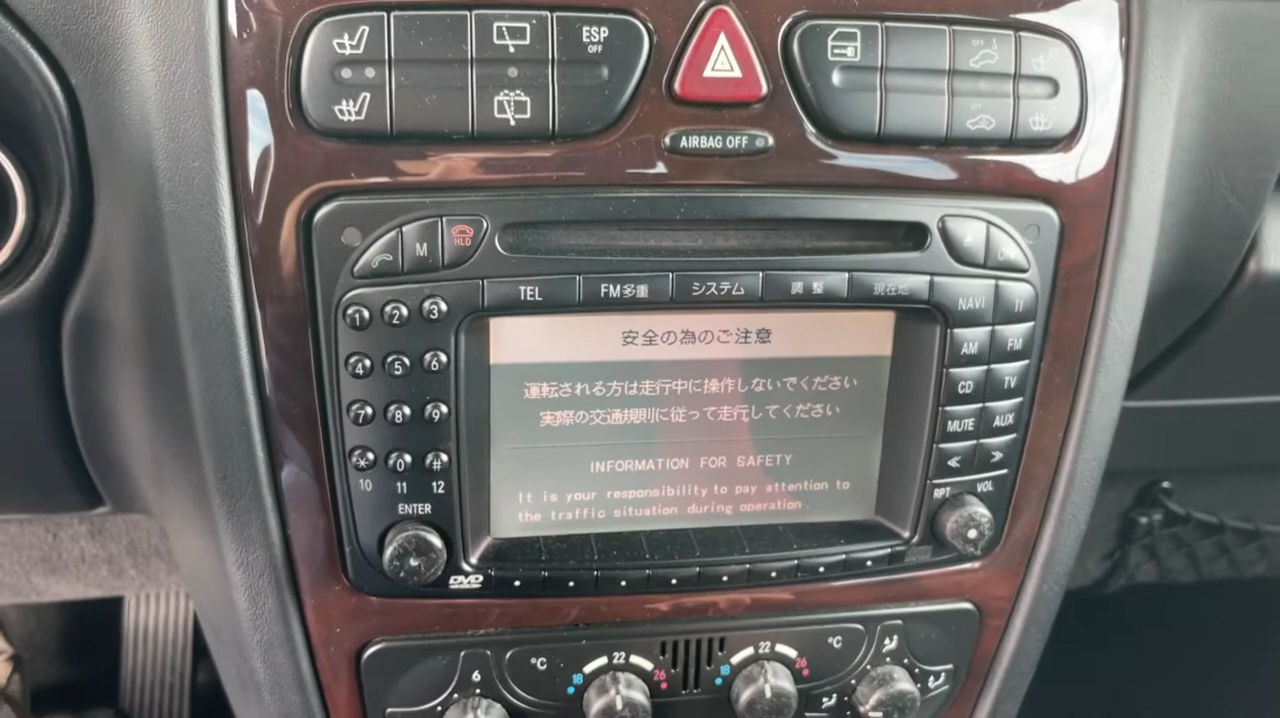 ESP
OFF
AIRBAG OFF
M
HLD
ON
TEL
FM多重
システム
調 整
現在地
NAVI
TI
1
2
3
AM
FM
4
5
6
CD
TV
7
8
9
MUTE
AUX
*
0
#
≪
≫
10
11
12
RPT
VOL
ENTER
DVD
安全の為のご注意
運転される方は走行中に操作しないでください
実際の交通規則に従って走行してください
INFORMATION FOR SAFETY
It is your responsibility to pay attention to
the traffic situation during operation.
6
°C
18
22
26
18
22
26
°C